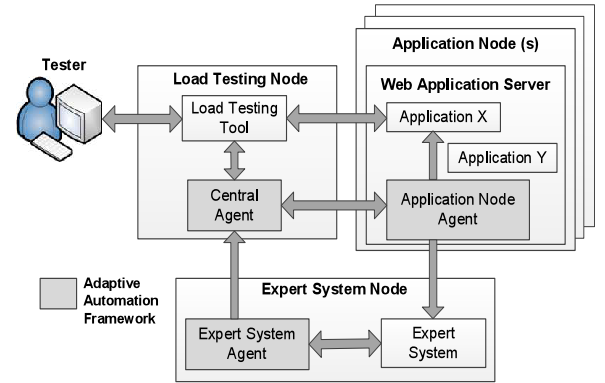 Application Node (s)
Tester
Load Testing Node
Web Application Server
Load Testing
Tool
Application X
Application Y
Central
Agent
Application Node
Agent
Adaptive
Automation
Framework
Expert System Node
Expert System
Agent
Expert
System